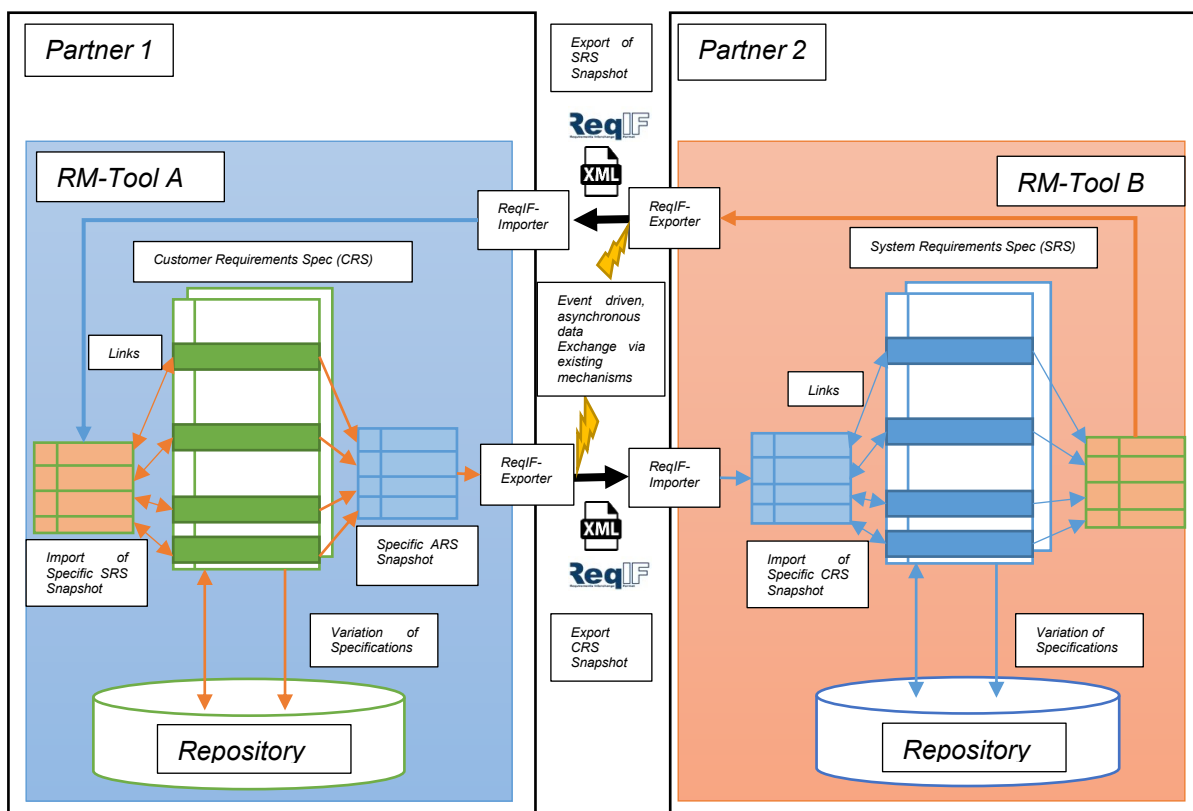 Partner 1
Export of
SRS
Snapshot
Partner 2
ReqIF
XML
RM-Tool A
RM-Tool B
ReqIF-
Importer
ReqIF-
Exporter
Customer Requirements Spec (CRS)
System Requirements Spec (SRS)
Event driven,
asynchronous
data
Exchange via
existing
mechanisms
Links
Links
ReqIF-
Exporter
ReqIF-
Importer
Import of
Specific SRS
Snapshot
Specific ARS
Snapshot
XML
ReqIF
Import of
Specific CRS
Snapshot
Variation of
Specifications
Export
CRS
Snapshot
Variation of
Specifications
Repository
Repository